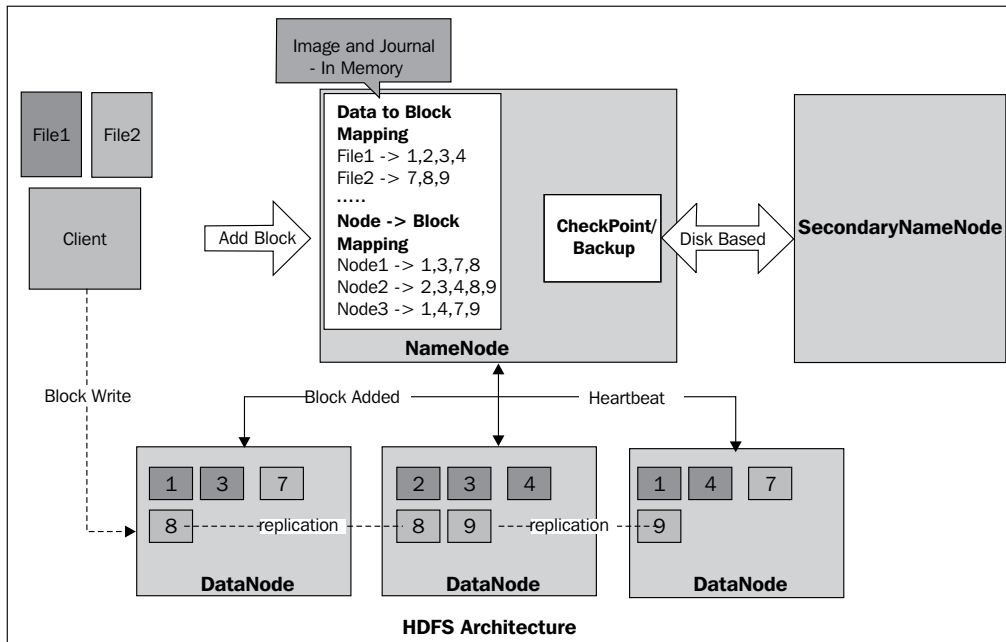 Image and Journal
- In Memory
File1
File2
Client
Add Block
Data to Block
Mapping
File1 -> 1,2,3,4
File2 -> 7,8,9
.....
Node -> Block
Mapping
Node1 -> 1,3,7,8
Node2 -> 2,3,4,8,9
Node3 -> 1,4,7,9
NameNode
CheckPoint/
Backup
Disk Based
SecondaryNameNode
Block Write
Block Added
Heartbeat
1 3 7
8
replication
DataNode
2 3 4
8 9
replication
DataNode
1 4 7
9
DataNode
HDFS Architecture